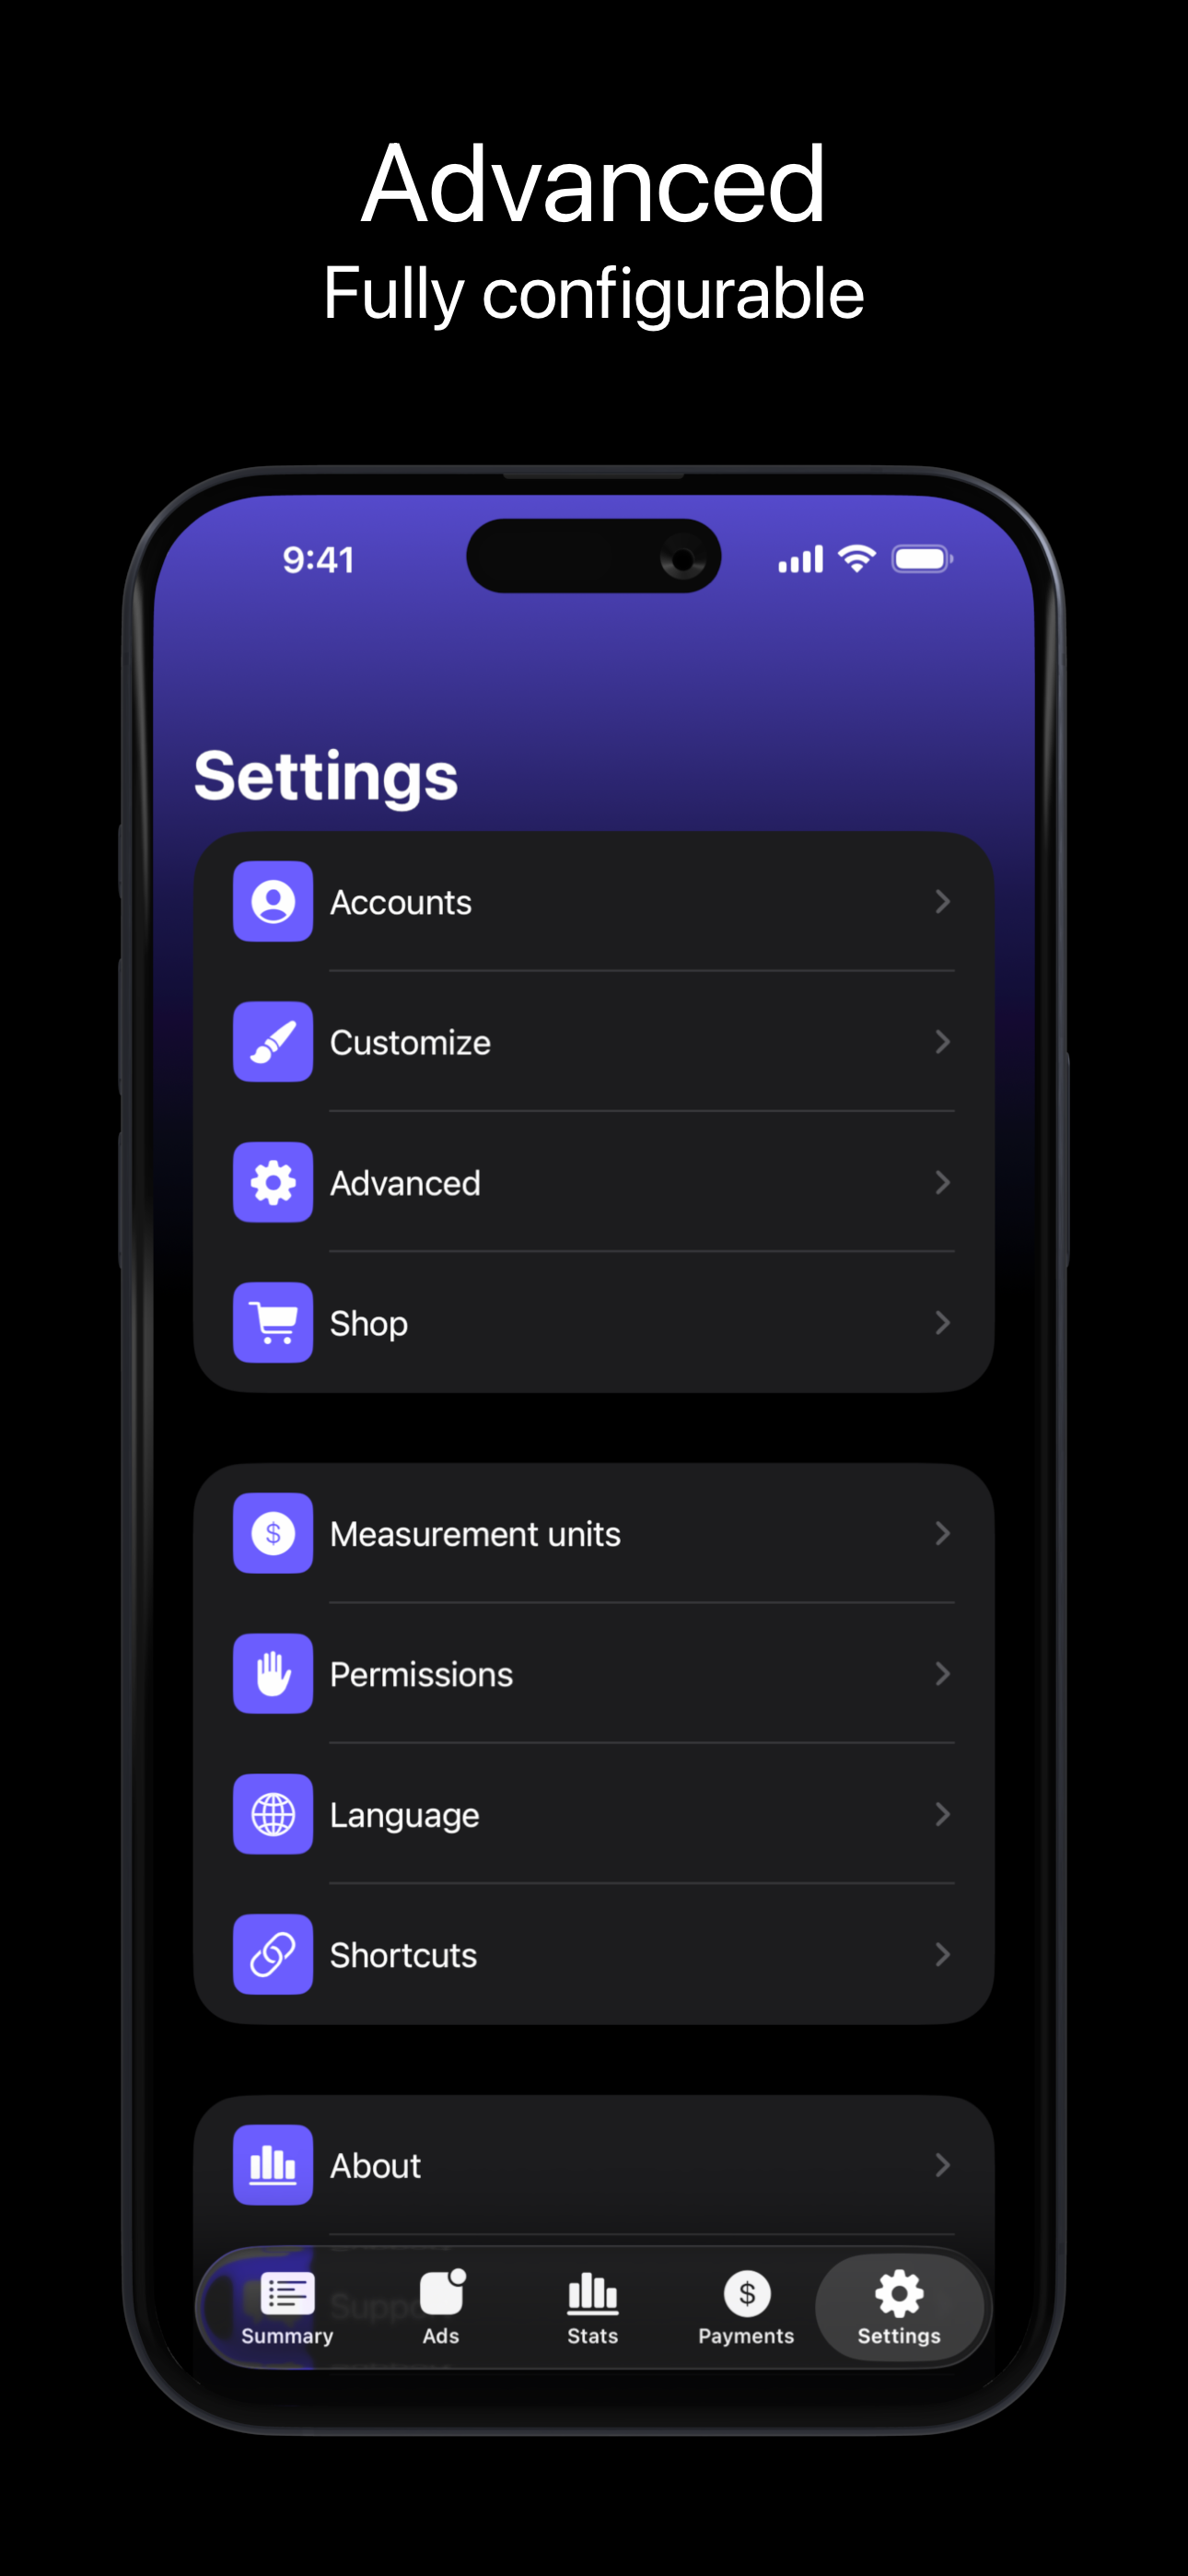 Advanced
Fully configurable
9:41
Settings
Accounts
Customize
Advanced
Shop
$
Measurement units
Permissions
Language
Shortcuts
About
$
Summary
Ads
Stats
Payments
Settings